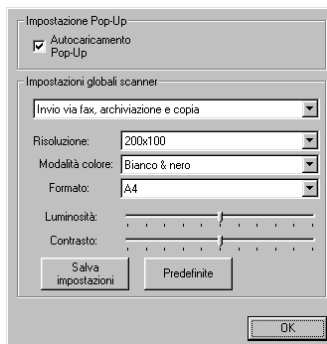 Impostazione Pop-Up
Autocaricamento
Pop-Up
Impostazioni globali scanner
Invio via fax, archiviazione e copia
Risoluzione: 200x100
Modalità colore: Bianco & nero
Formato: A4
Luminosità:
Contrasto:
Salva
impostazioni
Predefinite
OK